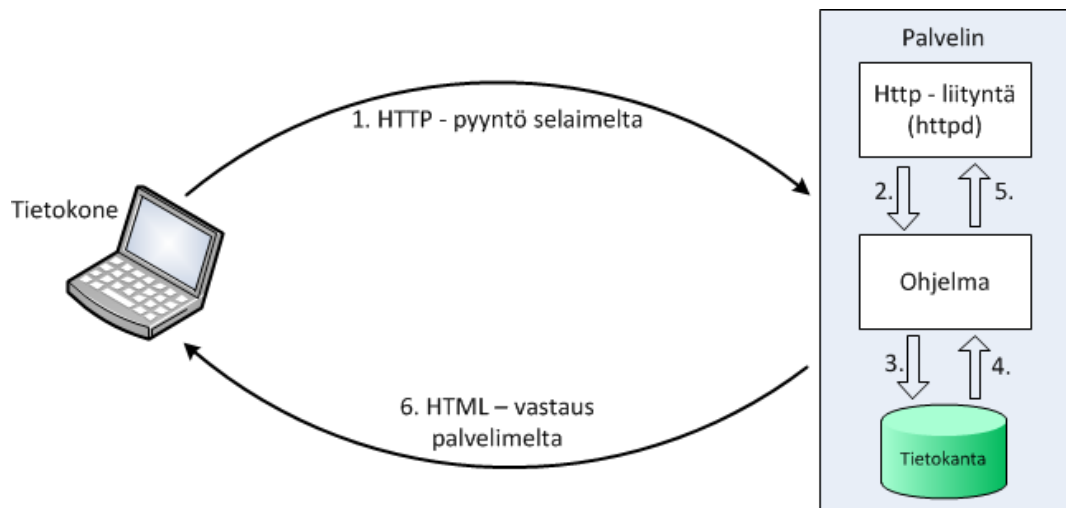 Palvelin
Http - liityntä
(httpd)
1. HTTP - pyyntö selaimelta
2.
5.
Tietokone
Ohjelma
3.
4.
6. HTML – vastaus
palvelimelta
Tietokanta